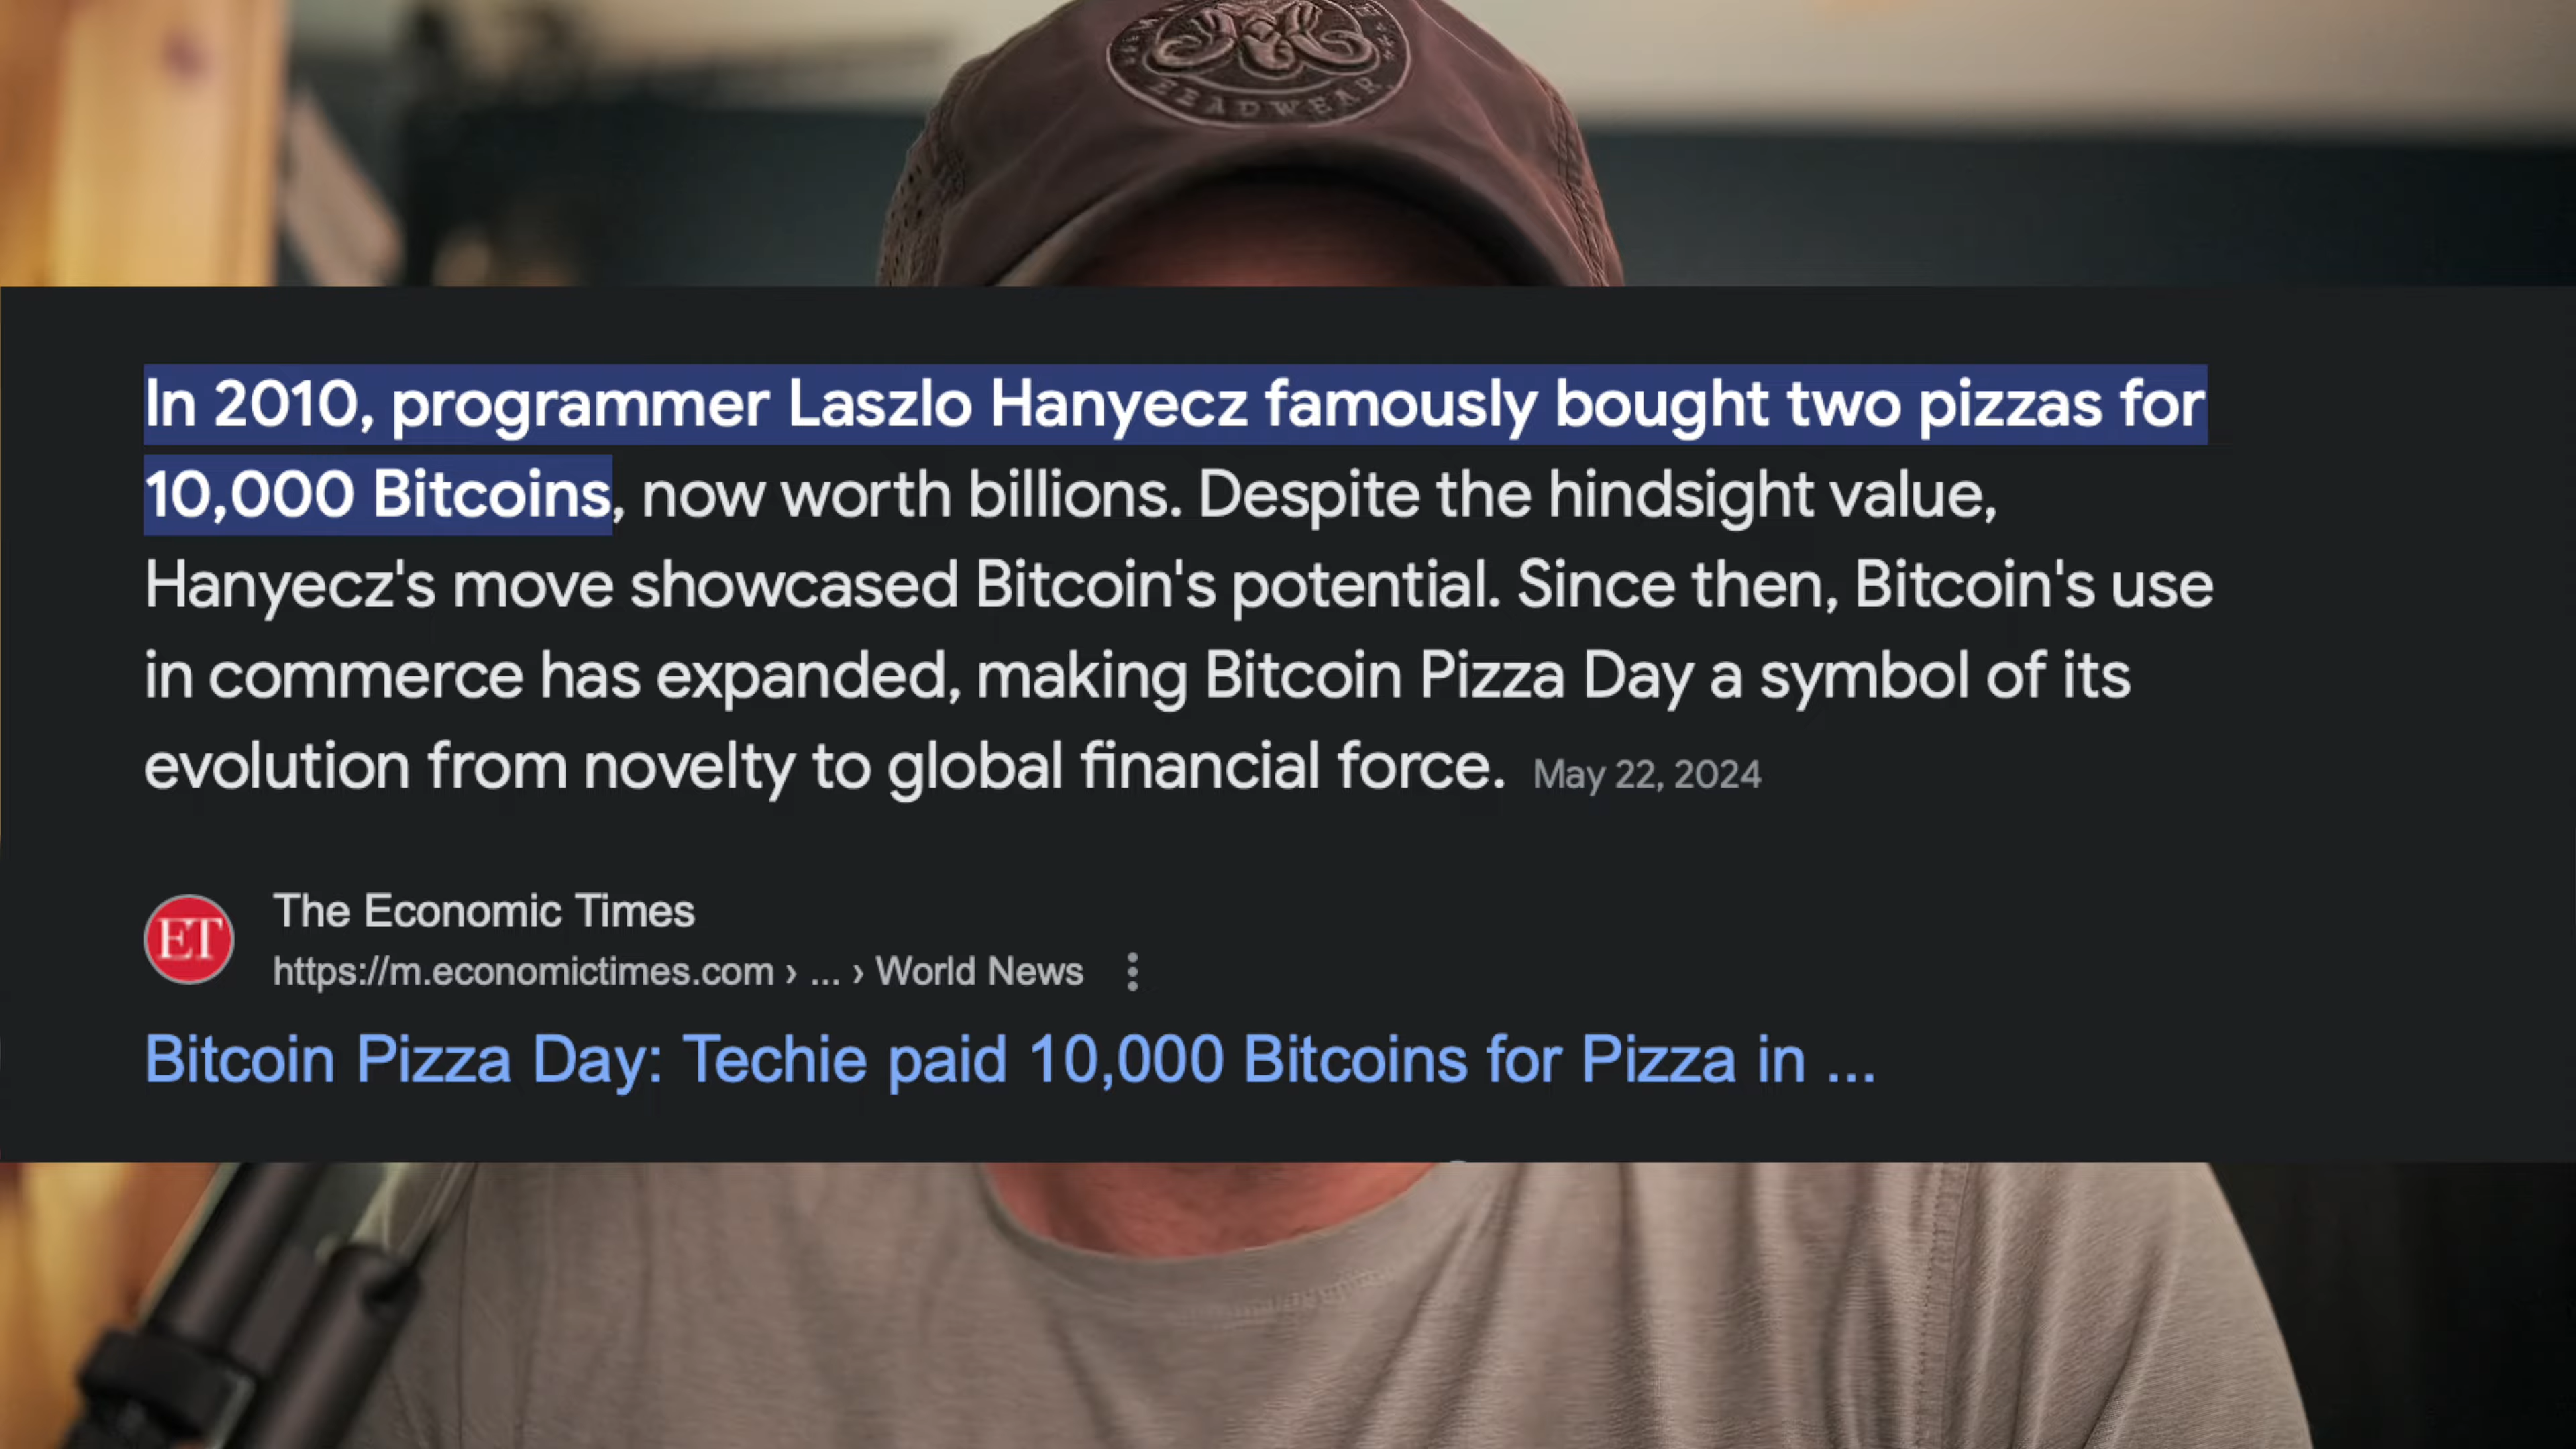 HEADWEAR
In 2010, programmer Laszlo Hanyecz famously bought two pizzas for
10,000 Bitcoins, now worth billions. Despite the hindsight value,
Hanyecz's move showcased Bitcoin's potential. Since then, Bitcoin's use
in commerce has expanded, making Bitcoin Pizza Day a symbol of its
evolution from novelty to global financial force. May 22, 2024
ET
The Economic Times
https://m.economictimes.com › ... › World News
Bitcoin Pizza Day: Techie paid 10,000 Bitcoins for Pizza in ...